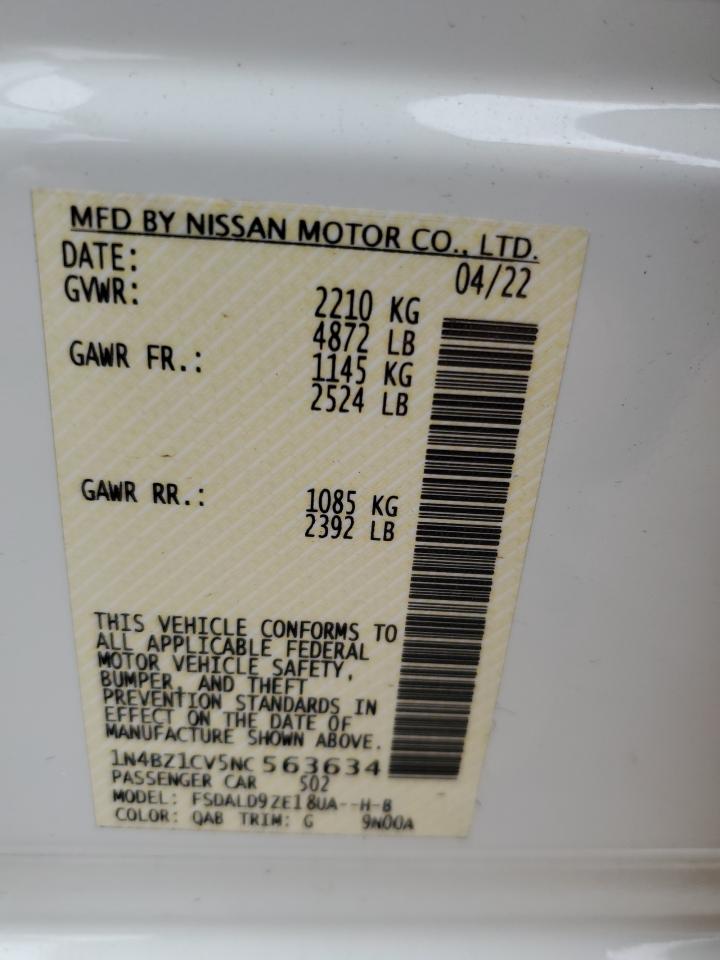 MFD BY NISSAN MOTOR CO., LTD.
DATE: 04/22
GVWR: 2210 KG
4872 LB
GAWR FR.: 1145 KG
2524 LB
GAWR RR.: 1085 KG
2392 LB
THIS VEHICLE CONFORMS TO
ALL APPLICABLE FEDERAL
MOTOR VEHICLE SAFETY,
BUMPER, AND THEFT
PREVENTION STANDARDS IN
EFFECT ON THE DATE OF
MANUFACTURE SHOWN ABOVE.
1N4BZ1CV5NC 563634
PASSENGER CAR 502
MODEL: FSDALD9ZE18UA--H-B
COLOR: QAB TRIM: G 9N00A